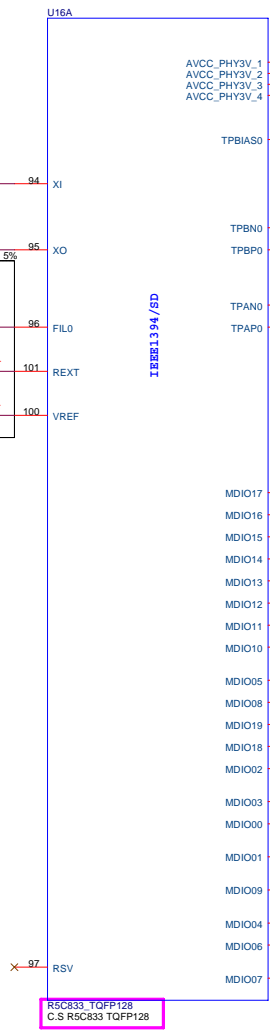 U16A
AVCC_PHY3V_1
AVCC_PHY3V_2
AVCC_PHY3V_3
AVCC_PHY3V_4
TPBIAS0
94 XI
TPBN0
95 XO
TPBP0
5%
IEEE1394/SD
TPAN0
96 FIL0
TPAP0
101 REXT
100 VREF
MDIO17
MDIO16
MDIO15
MDIO14
MDIO13
MDIO12
MDIO11
MDIO10
MDIO05
MDIO08
MDIO19
MDIO18
MDIO02
MDIO03
MDIO00
MDIO01
MDIO09
MDIO04
MDIO06
97 RSV
MDIO07
R5C833_TQFP128
C.S R5C833 TQFP128